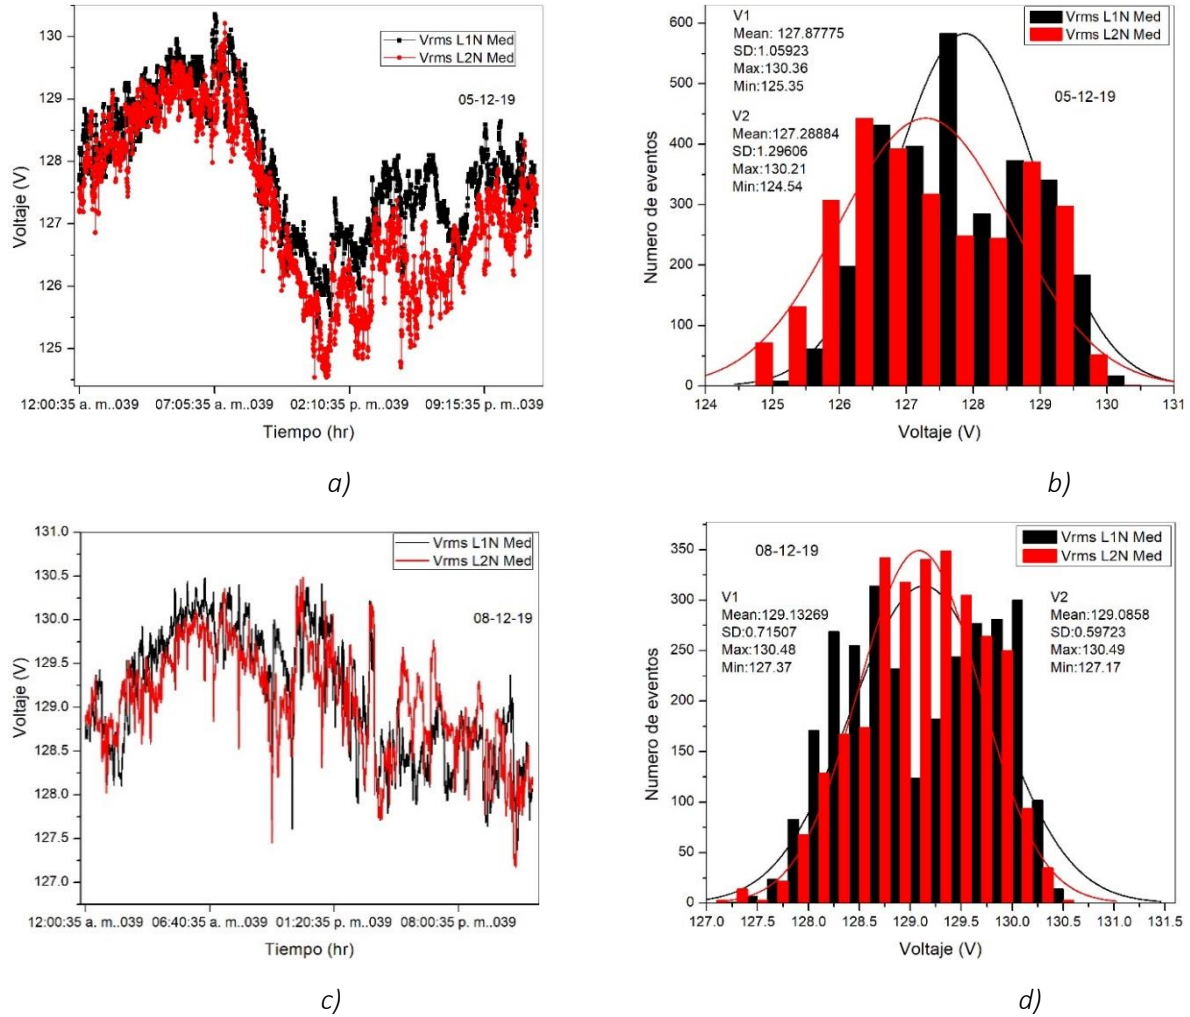 130
129
128
127
126
125
Voltaje (V)
Vrms L1N Med
Vrms L2N Med
05-12-19
12:00:35 a. m..039 07:05:35 a. m..039 02:10:35 p. m..039 09:15:35 p. m..039
Tiempo (hr)
a)
600
500
400
300
200
100
0
Numero de eventos
V1
Mean: 127.87775
SD:1.05923
Max:130.36
Min:125.35
V2
Mean:127.28884
SD:1.29606
Max:130.21
Min:124.54
Vrms L1N Med
Vrms L2N Med
05-12-19
124 125 126 127 128 129 130 131
Voltaje (V)
b)
131.0
130.5
130.0
129.5
129.0
128.5
128.0
127.5
127.0
Voltaje (V)
Vrms L1N Med
Vrms L2N Med
08-12-19
12:00:35 a. m..039 06:40:35 a. m..039 01:20:35 p. m..039 08:00:35 p. m..039
Tiempo (hr)
c)
350
300
250
200
150
100
50
0
Numero de eventos
08-12-19
Vrms L1N Med
Vrms L2N Med
V1
Mean:129.13269
SD:0.71507
Max:130.48
Min:127.37
V2
Mean:129.0858
SD:0.59723
Max:130.49
Min:127.17
127.0 127.5 128.0 128.5 129.0 129.5 130.0 130.5 131.0 131.5
Voltaje (V)
d)